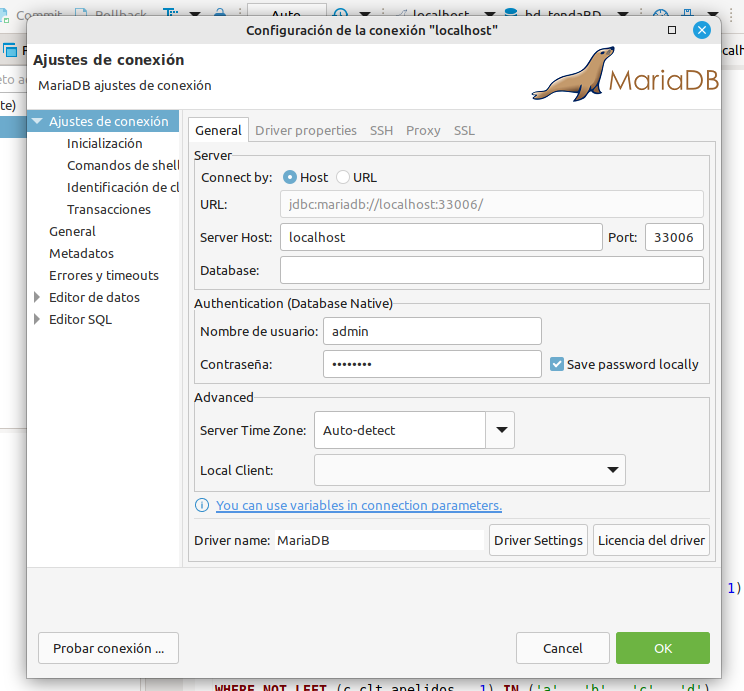 Commit Rollback Auto localhost bd_tendaBD
Configuración de la conexión "localhost"
Ajustes de conexión
MariaDB ajustes de conexión
MariaDB
te)
Ajustes de conexión
Inicialización
Comandos de shell
Identificación de cl
Transacciones
General
Metadatos
Errores y timeouts
Editor de datos
Editor SQL
General Driver properties SSH Proxy SSL
Server
Connect by: Host URL
URL: jdbc:mariadb://localhost:33006/
Server Host: localhost Port: 33006
Database:
Authentication (Database Native)
Nombre de usuario: admin
Contraseña: •••••••• Save password locally
Advanced
Server Time Zone: Auto-detect
Local Client:
You can use variables in connection parameters.
Driver name: MariaDB Driver Settings Licencia del driver
1)
Probar conexión ... Cancel OK
WHERE NOT LEFT (c.clt_apelidos, 1) IN ('a', 'b', 'c', 'd')